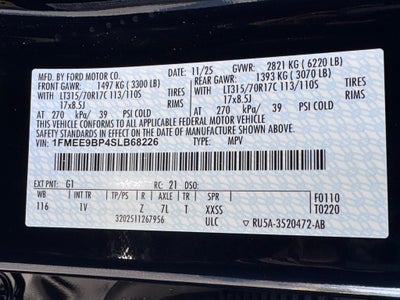 MFD. BY FORD MOTOR CO. 11/25 GVWR: 2821 KG ( 6220 LB)
FRONT GAWR: 1497 KG ( 3300 LB) REAR GAWR: 1393 KG ( 3070 LB)
LT315/70R17C 113/110S TIRES LT315/70R17C 113/110S
17x8.5J RIMS 17x8.5J
AT 270 kPa/ 39 PSI COLD AT 270 kPa/ 39 PSI COLD
THIS VEHICLE CONFORMS TO ALL APPLICABLE FEDERAL MOTOR VEHICLE
SAFETY STANDARDS IN EFFECT ON THE DATE OF MANUFACTURE SHOWN ABOVE.
VIN: 1FMEE9BP4SLB68226 TYPE: MPV
EXT PNT: G1 RC: 21 DSO:
WB INT TR TP/PS R AXLE TR SPR F0110
116 1V Z 7L T XXSS T0220
3202511267956 ULC ▽ RU5A-3520472-AB